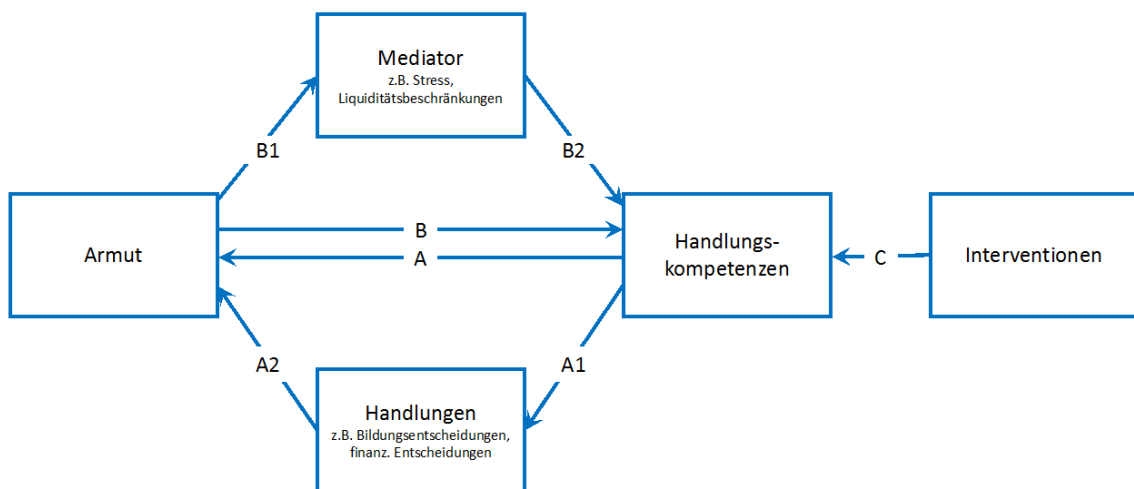 Mediator
z.B. Stress,
Liquiditätsbeschränkungen
B1
B2
Armut
B
A
Handlungs-
kompetenzen
C
Interventionen
A2
A1
Handlungen
z.B. Bildungsentscheidungen,
finanz. Entscheidungen